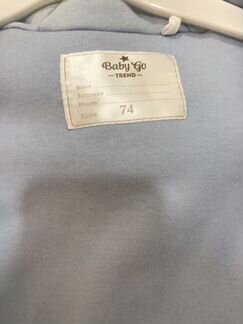 Baby Go
TREND
Name
Address
Phone
Size 74